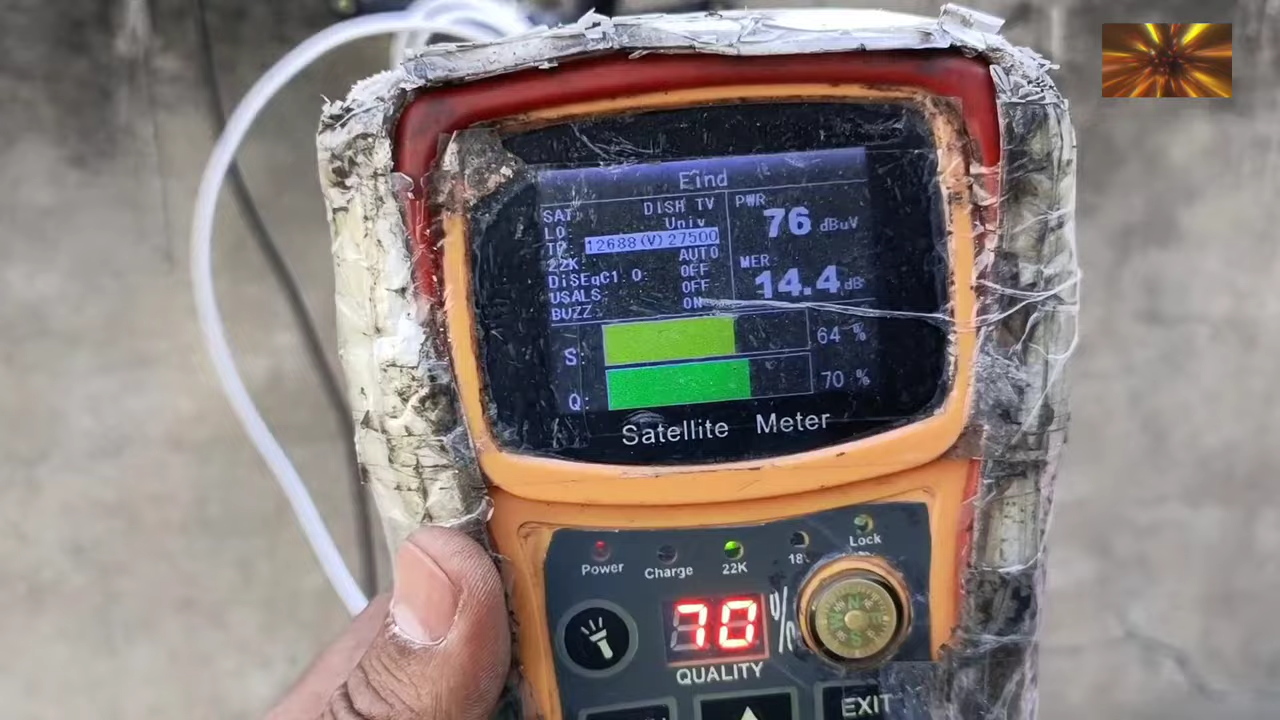 Find
SAT: DISH TV
LO: Univ
TP: 12688(V)27500
22K: AUTO
DiSEqC1.0: OFF
USALS: OFF
BUZZ: ON
PWR
76 dBuV
MER:
14.4 dB
S: 64 %
Q: 70 %
Satellite Meter
Power Charge 22K 18 Lock
70 %
QUALITY
N
W E
S
EXIT